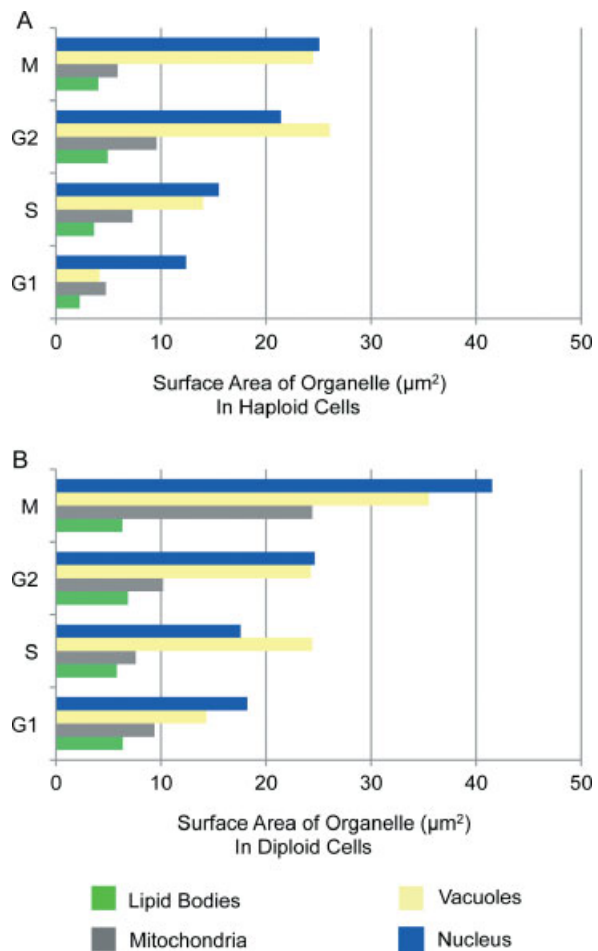 A
M
G2
S
G1
0 10 20 30 40 50
Surface Area of Organelle (μm²)
In Haploid Cells
B
M
G2
S
G1
0 10 20 30 40 50
Surface Area of Organelle (μm²)
In Diploid Cells
Lipid Bodies Vacuoles
Mitochondria Nucleus